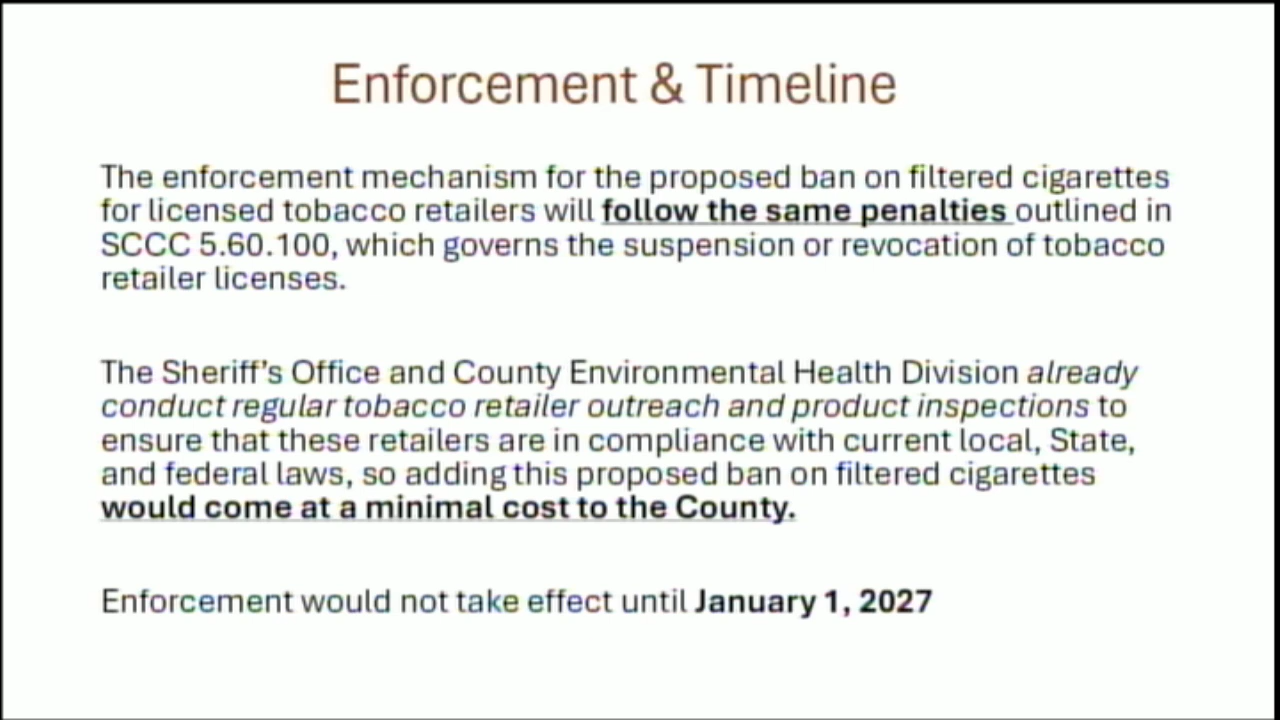 Enforcement & Timeline
The enforcement mechanism for the proposed ban on filtered cigarettes
for licensed tobacco retailers will follow the same penalties outlined in
SCCC 5.60.100, which governs the suspension or revocation of tobacco
retailer licenses.
The Sheriff’s Office and County Environmental Health Division already
conduct regular tobacco retailer outreach and product inspections to
ensure that these retailers are in compliance with current local, State,
and federal laws, so adding this proposed ban on filtered cigarettes
would come at a minimal cost to the County.
Enforcement would not take effect until January 1, 2027